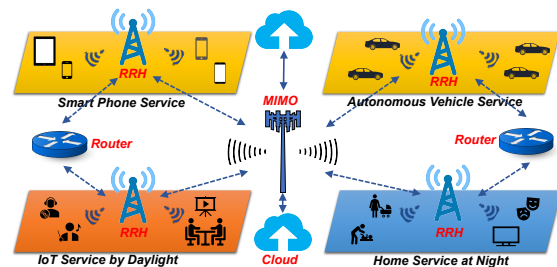 RRH
RRH
MIMO
Smart Phone Service
Autonomous Vehicle Service
Router
Router
RRH
RRH
IoT Service by Daylight
Cloud
Home Service at Night